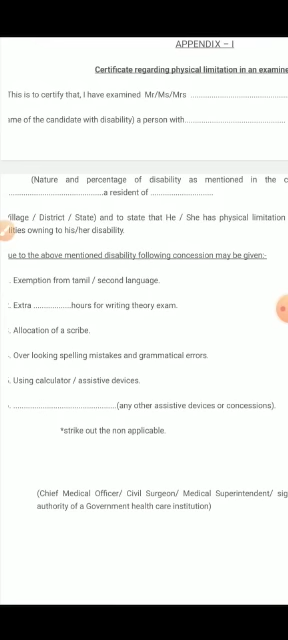 APPENDIX – I
Certificate regarding physical limitation in an examine
This is to certify that, I have examined Mr/Ms/Mrs ........................................
ame of the candidate with disability) a person with........................................
(Nature and percentage of disability as mentioned in the c
........................................a resident of .........................
Village / District / State) and to state that He / She has physical limitation
lities owning to his/her disability.
ue to the above mentioned disability following concession may be given:-
. Exemption from tamil / second language.
. Extra ................hours for writing theory exam.
. Allocation of a scribe.
. Over looking spelling mistakes and grammatical errors.
. Using calculator / assistive devices.
. ...........................................(any other assistive devices or concessions).
*strike out the non applicable.
(Chief Medical Officer/ Civil Surgeon/ Medical Superintendent/ sig
authority of a Government health care institution)